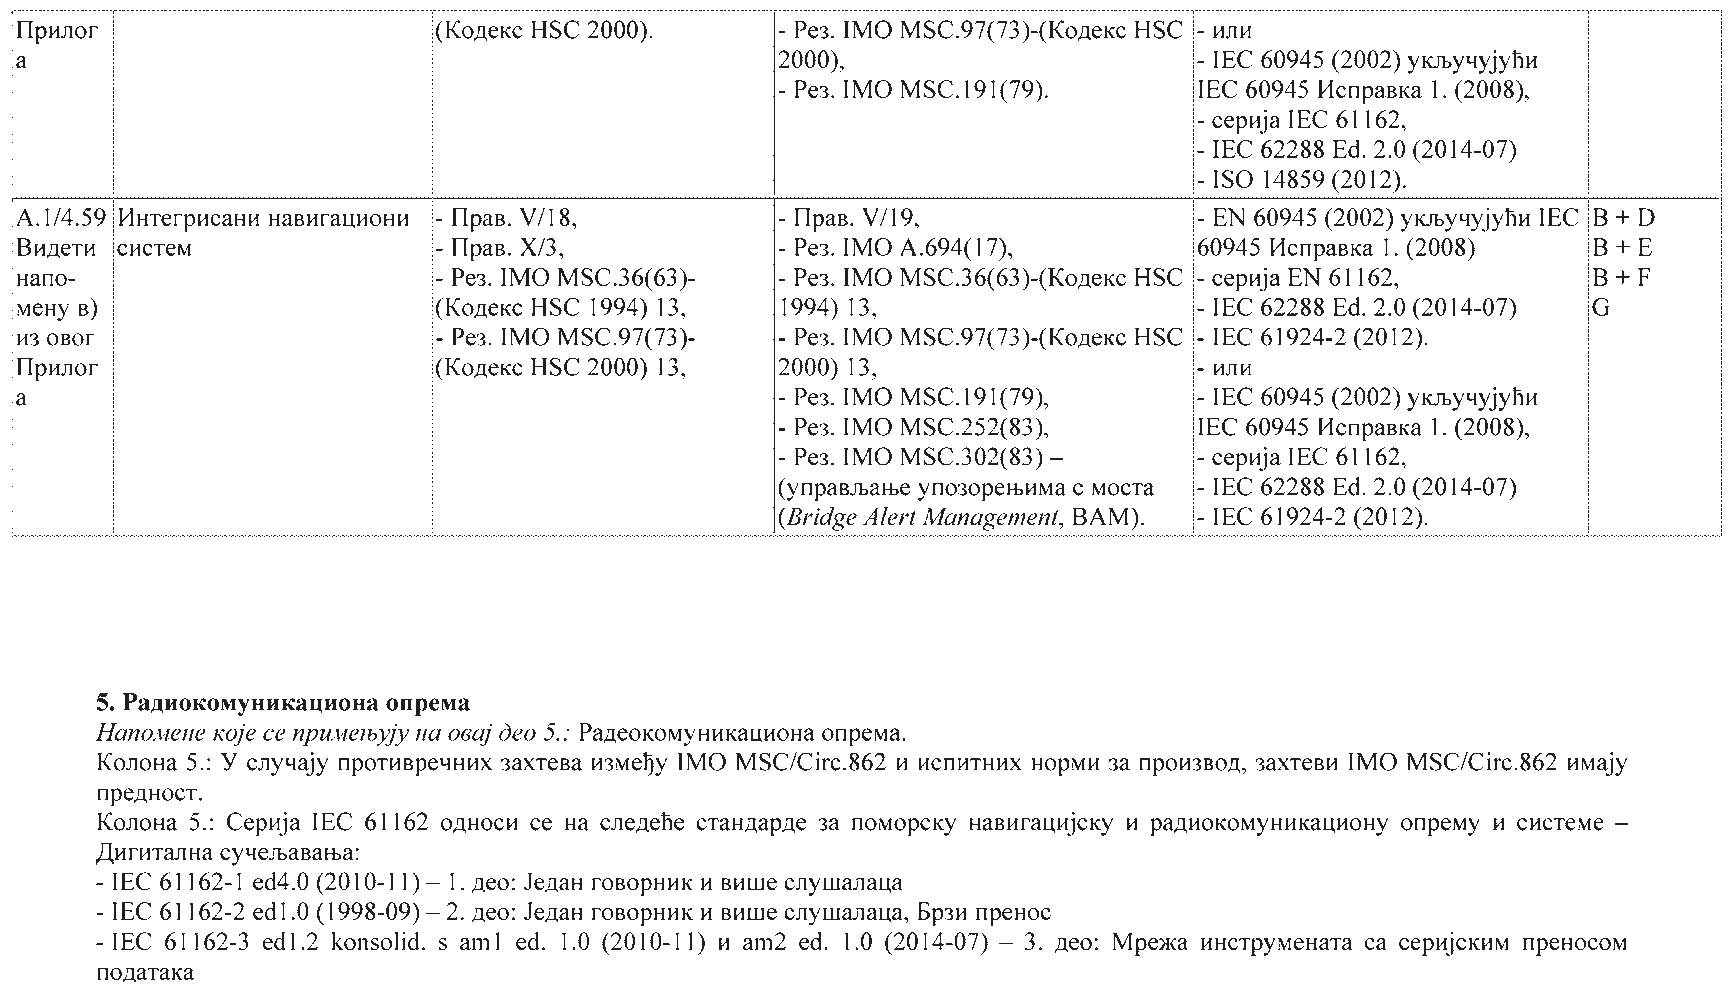 Прилог
а
(Кодекс HSC 2000).
- Рез. IMO MSC.97(73)-(Кодекс HSC
2000),
- Рез. IMO MSC.191(79).
- или
- IEC 60945 (2002) укључујући
IEC 60945 Исправка 1. (2008),
- серија IEC 61162,
- IEC 62288 Ed. 2.0 (2014-07)
- ISO 14859 (2012).
А.1/4.59
Видети
напо-
мену в)
из овог
Прилог
а
Интегрисани навигациони
систем
- Прав. V/18,
- Прав. X/3,
- Рез. IMO MSC.36(63)-
(Кодекс HSC 1994) 13,
- Рез. IMO MSC.97(73)-
(Кодекс HSC 2000) 13,
- Прав. V/19,
- Рез. IMO A.694(17),
- Рез. IMO MSC.36(63)-(Кодекс HSC
1994) 13,
- Рез. IMO MSC.97(73)-(Кодекс HSC
2000) 13,
- Рез. IMO MSC.191(79),
- Рез. IMO MSC.252(83),
- Рез. IMO MSC.302(83) –
(управљање упозорењима с моста
(Bridge Alert Management, BAM).
- EN 60945 (2002) укључујући IEC
60945 Исправка 1. (2008)
- серија EN 61162,
- IEC 62288 Ed. 2.0 (2014-07)
- IEC 61924-2 (2012).
- или
- IEC 60945 (2002) укључујући
IEC 60945 Исправка 1. (2008),
- серија IEC 61162,
- IEC 62288 Ed. 2.0 (2014-07)
- IEC 61924-2 (2012).
B + D
B + E
B + F
G
5. Радиокомуникациона опрема
Напомене које се примењују на овај део 5.: Радеокомуникациона опрема.
Колона 5.: У случају противречних захтева између IMO MSC/Circ.862 и испитних норми за производ, захтеви IMO MSC/Circ.862 имају
предност.
Колона 5.: Серија IEC 61162 односи се на следеће стандарде за поморску навигацијску и радиокомуникациону опрему и системе –
Дигитална сучељавања:
- IEC 61162-1 ed4.0 (2010-11) – 1. део: Један говорник и више слушалаца
- IEC 61162-2 ed1.0 (1998-09) – 2. део: Један говорник и више слушалаца, Брзи пренос
- IEC 61162-3 ed1.2 konsolid. s am1 ed. 1.0 (2010-11) и am2 ed. 1.0 (2014-07) – 3. део: Мрежа инструмената са серијским преносом
података